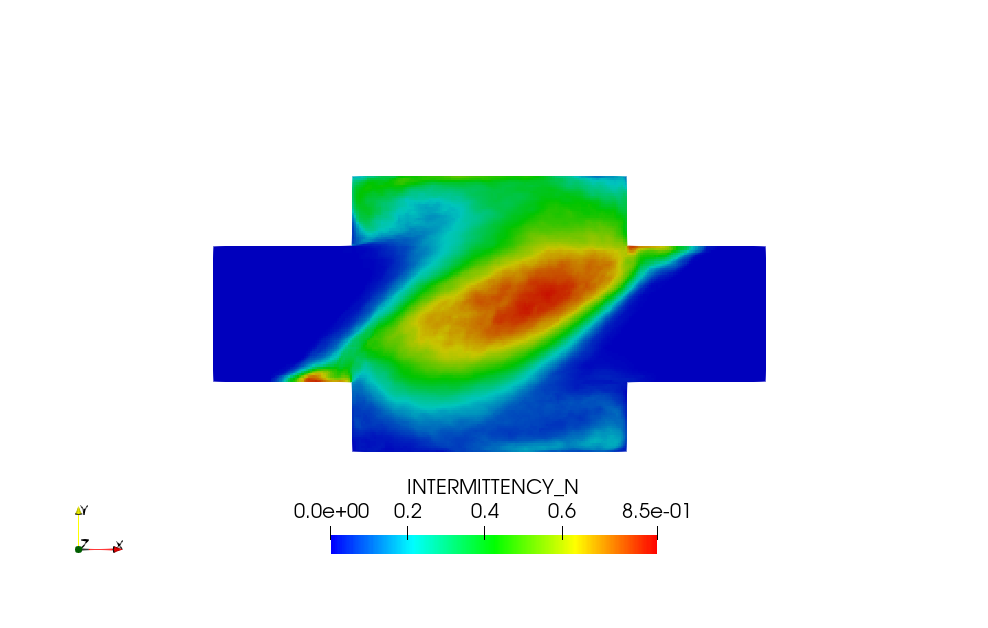 INTERMITTENCY_N
0.0e+00 0.2 0.4 0.6 8.5e-01
Y
Z X